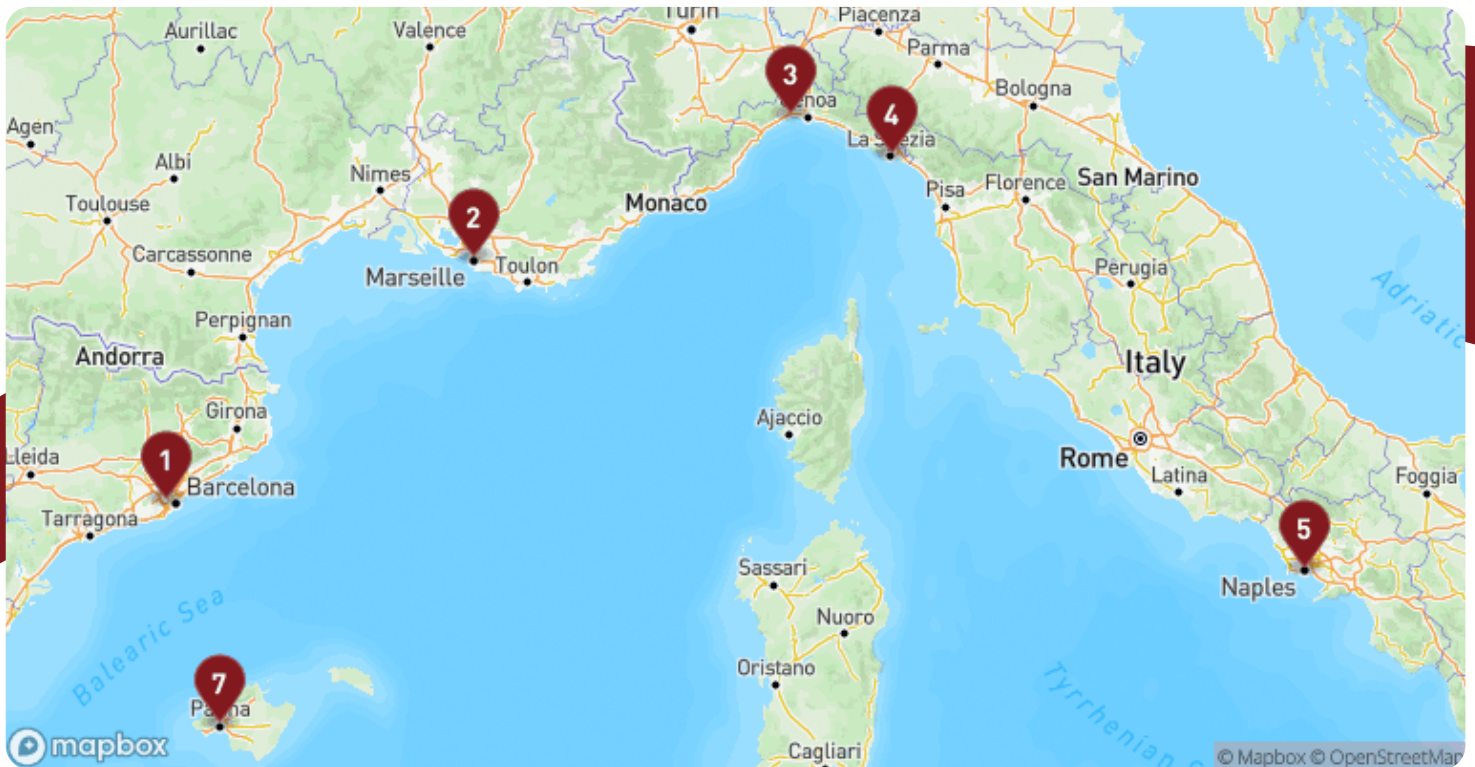 Turin
Piacenza
Aurillac
Valence
Parma
3
Genoa
Bologna
4
Agen
La Spezia
Albi
Nimes
Pisa
Florence
San Marino
Toulouse
Monaco
2
Carcassonne
Toulon
Marseille
Perugia
Adriatic
Perpignan
Andorra
Italy
Girona
Ajaccio
1
Lleida
Rome
Barcelona
Latina
Foggia
Tarragona
5
Sassari
Naples
Balearic Sea
Nuoro
Oristano
7
Palma
Tyrrhenian S
mapbox
Cagliari
© Mapbox © OpenStreetMap